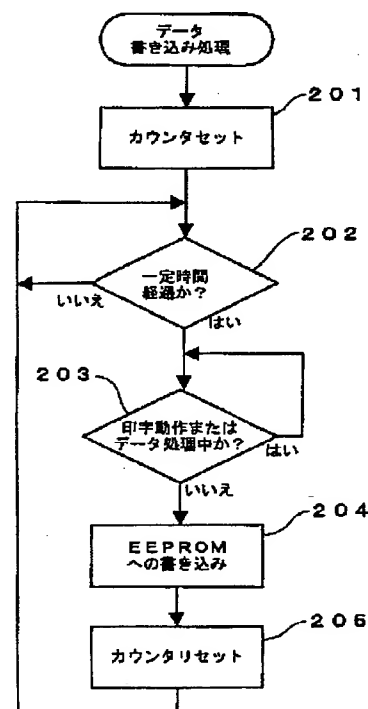 データ
書き込み処理
201
カウンタセット
202
一定時間
経過か？
いいえ
はい
203
印字動作または
データ処理中か？
はい
いいえ
204
EEPROM
への書き込み
205
カウンタリセット